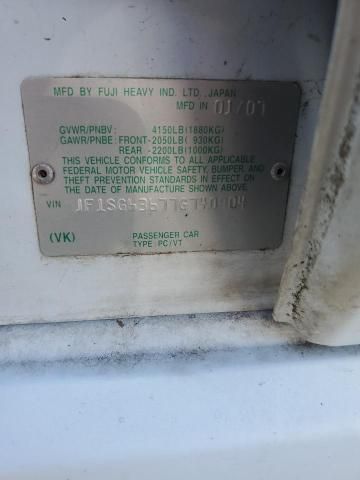 MFD BY FUJI HEAVY IND. LTD.,JAPAN
MFD IN 01/07
GVWR/PNBV : 4150LB(1880KG)
GAWR/PNBE: FRONT-2050LB( 930KG)
REAR -2200LB(1000KG)
THIS VEHICLE CONFORMS TO ALL APPLICABLE
FEDERAL MOTOR VEHICLE SAFETY, BUMPER,
AND THEFT PREVENTION STANDARDS IN EFFECT
ON THE DATE OF MANUFACTURE SHOWN ABOVE.
VIN JF1SG63677G740904
(VK) PASSENGER CAR
TYPE PC/VT